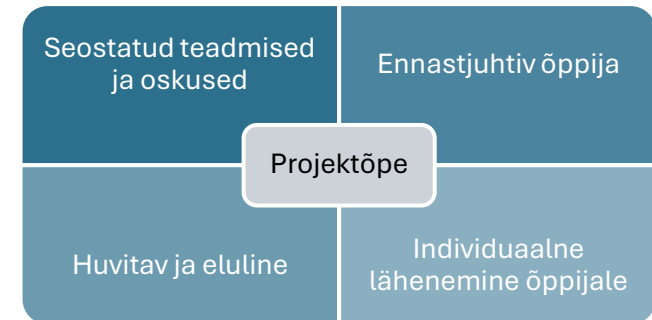 Seostatud teadmised
ja oskused
Ennastjuhtiv õppija
Projektõpe
Huvitav ja eluline
Individuaalne
lähenemine õppijale